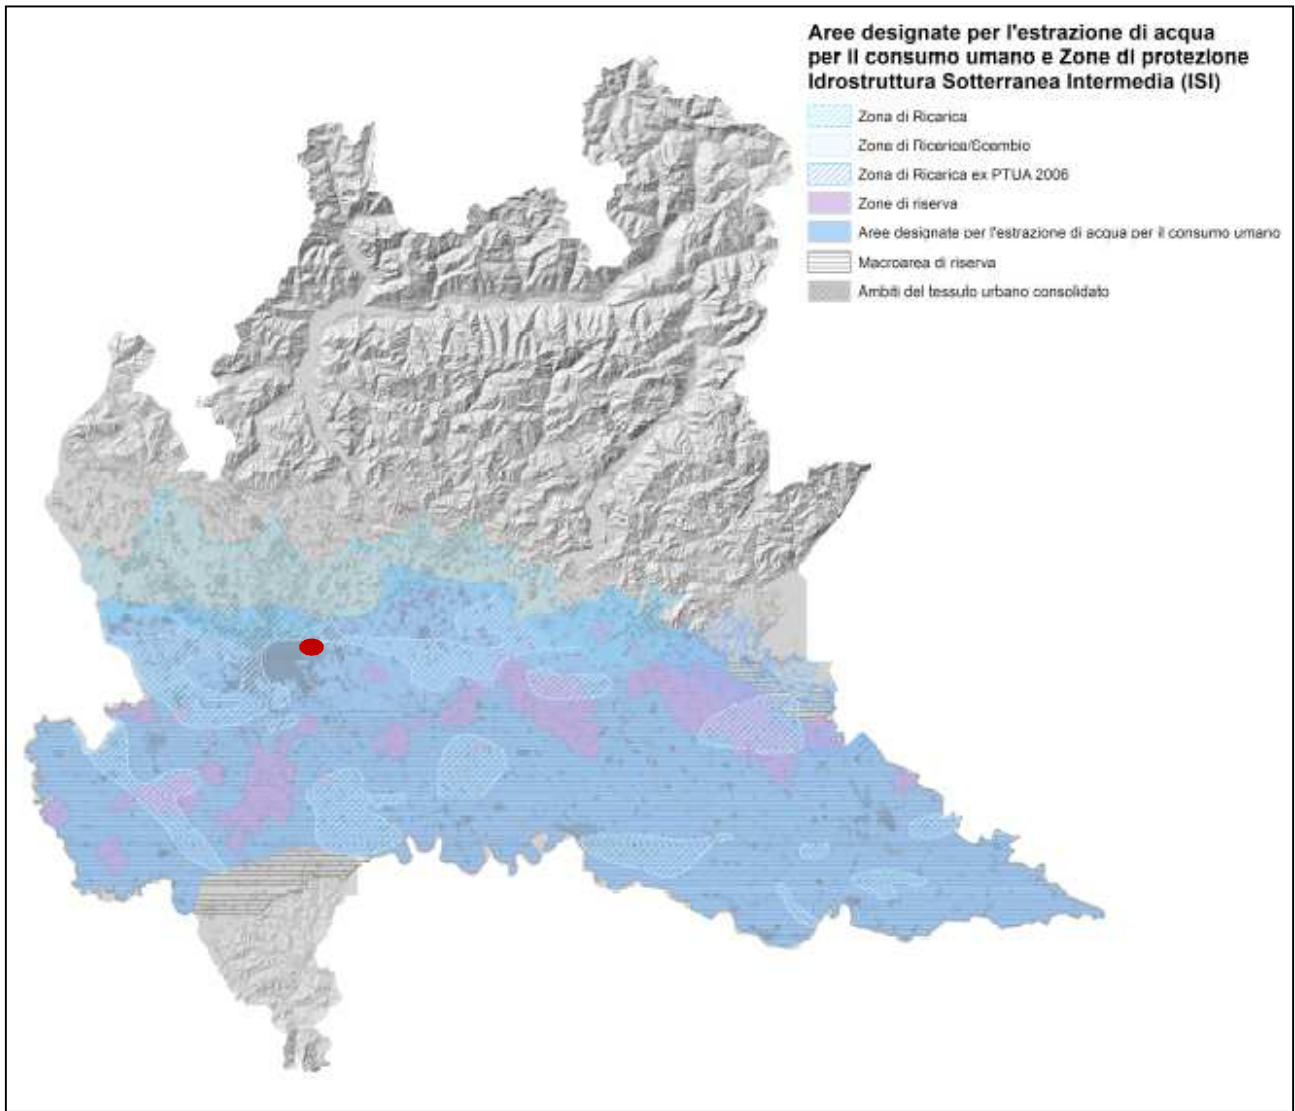 Aree designate per l'estrazione di acqua
per il consumo umano e Zone di protezione
Idrostruttura Sotterranea Intermedia (ISI)
Zona di Ricarica
Zona di Ricarica/Scambio
Zona di Ricarica ex PTUA 2006
Zone di riserva
Aree designate per l'estrazione di acqua per il consumo umano
Macroarea di riserva
Ambiti del tessuto urbano consolidato